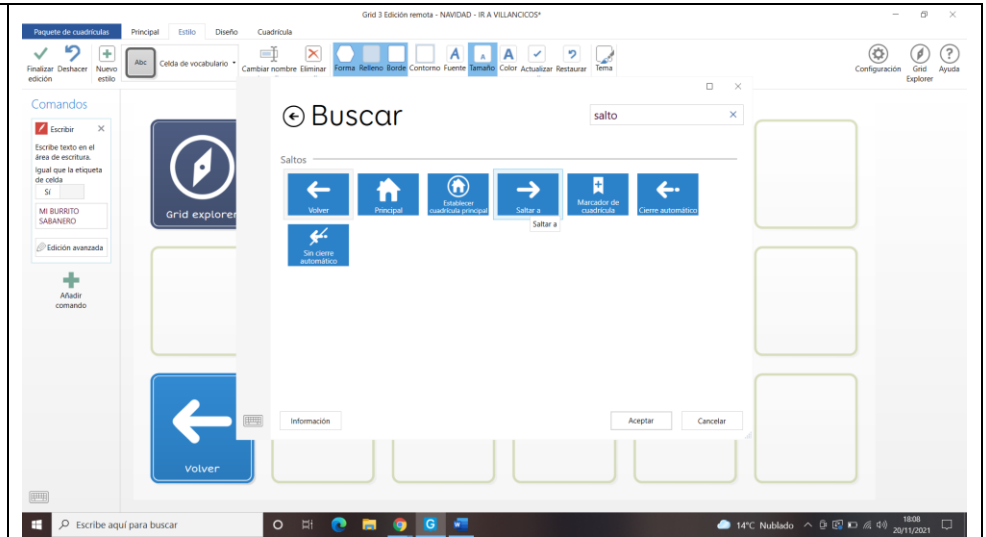 Grid 3 Edición remota - NAVIDAD - IR A VILLANCICOS*
Paquete de cuadrículas
Principal
Estilo
Diseño
Cuadrícula
Finalizar edición
Deshacer
Nuevo estilo
Abc
Celda de vocabulario
Cambiar nombre
Eliminar
Forma
Relleno
Borde
Contorno
Fuente
Tamaño
Color
Actualizar
Restaurar
Tema
Configuración
Grid Explorer
Ayuda
Comandos
Escribir
Escribe texto en el
área de escritura.
Igual que la etiqueta
de celda
Sí
MI BURRITO
SABANERO
Edición avanzada
Añadir
comando
Grid explorer
Volver
Buscar
salto
Saltos
Volver
Principal
Establecer
cuadrícula principal
Saltar a
Marcador de
cuadrícula
Cierre automático
Saltar a
Sin cierre
automático
Información
Aceptar
Cancelar
Escribe aquí para buscar
G
14°C Nublado
18:08
20/11/2021